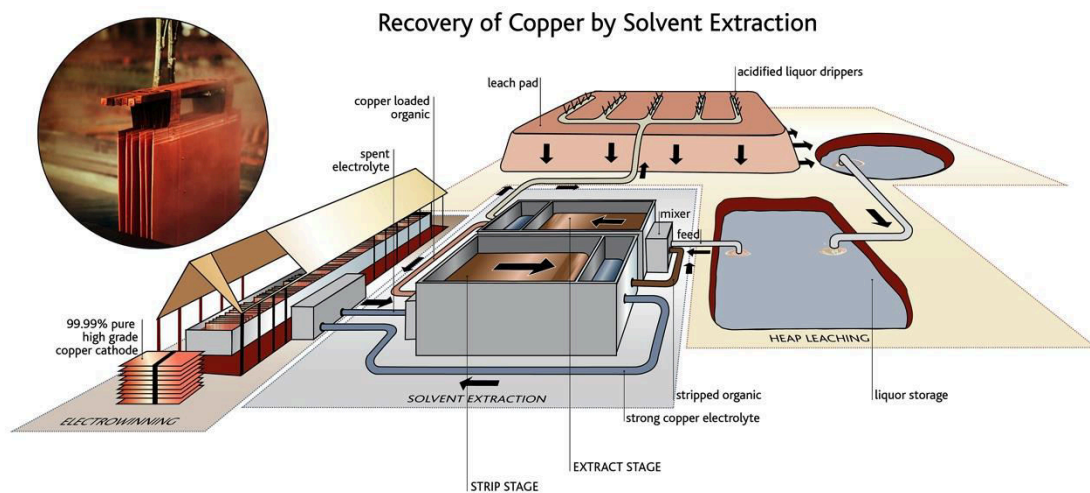 Recovery of Copper by Solvent Extraction
leach pad
acidified liquor drippers
copper loaded
organic
spent
electrolyte
mixer
feed
99.99% pure
high grade
copper cathode
HEAP LEACHING
liquor storage
stripped organic
SOLVENT EXTRACTION
strong copper electrolyte
ELECTROWINNING
EXTRACT STAGE
STRIP STAGE